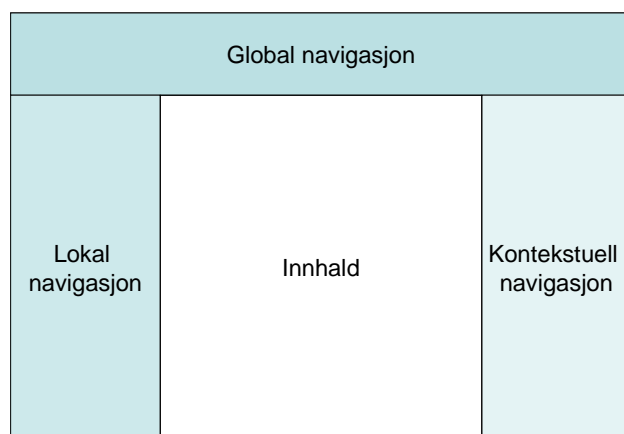 Global navigasjon
Lokal
navigasjon
Innhald
Kontekstuell
navigasjon